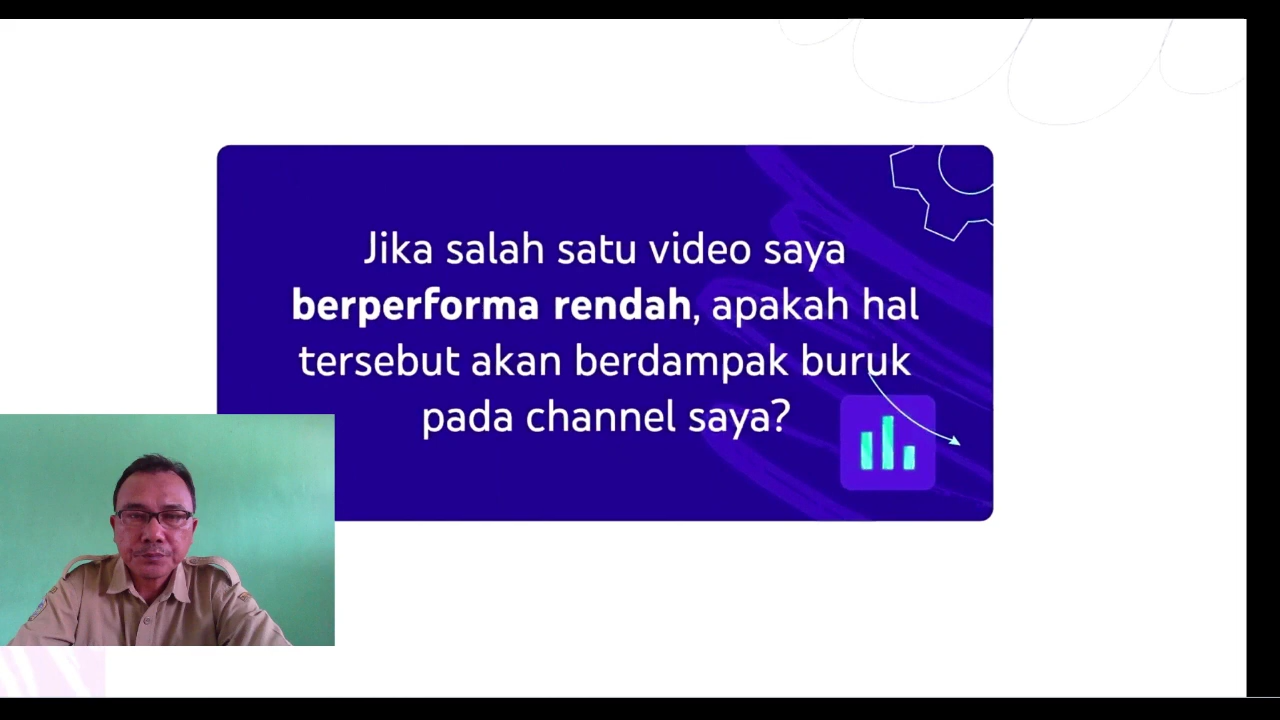 Jika salah satu video saya
berperforma rendah, apakah hal
tersebut akan berdampak buruk
pada channel saya?